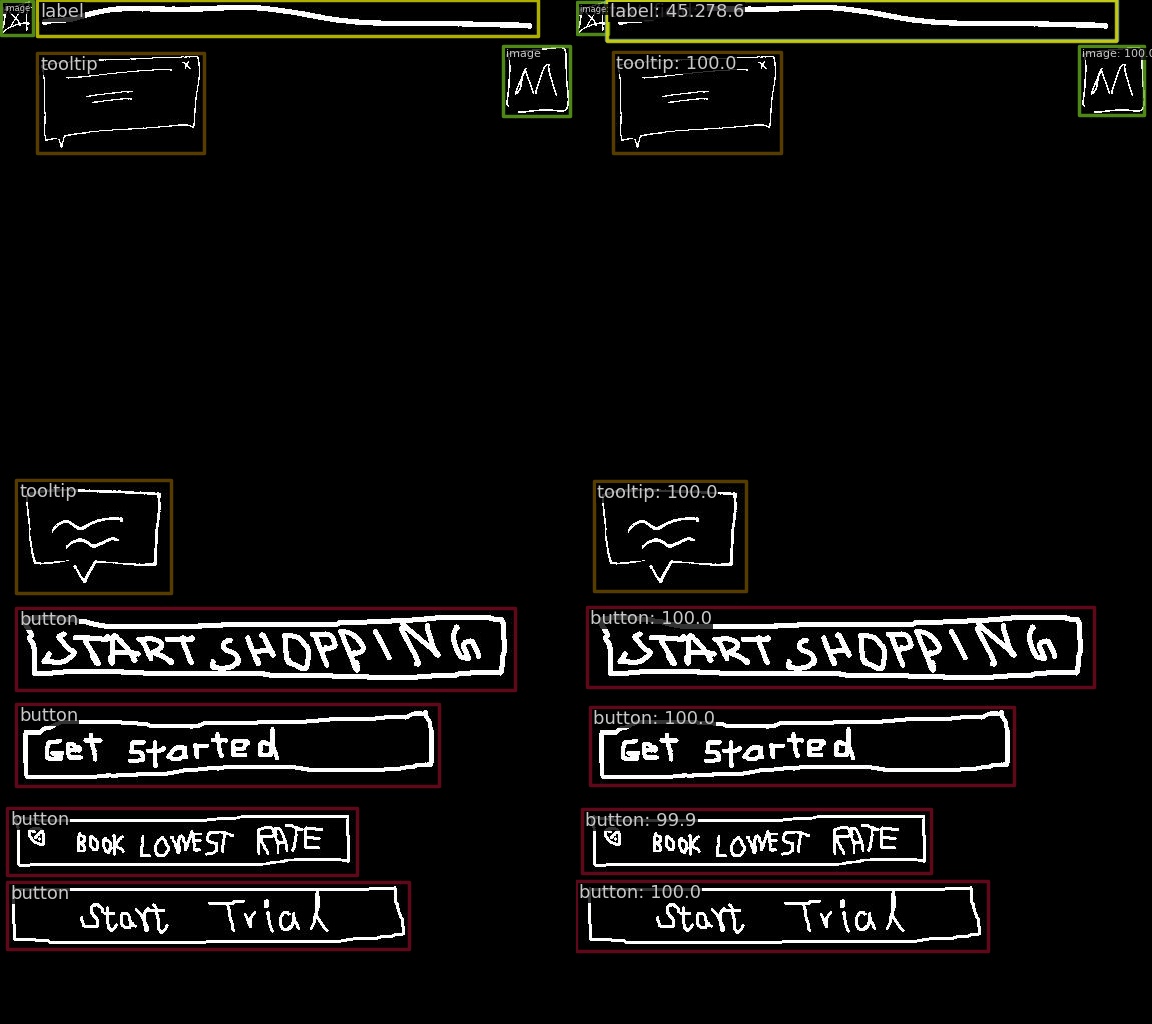 image label image: label: 45.278.6
tooltip image tooltip: 100.0 image: 100.0
M M
tooltip tooltip: 100.0
button button: 100.0
START SHOPPING START SHOPPING
button button: 100.0
Get Started Get Started
button button: 99.9
BOOK LOWEST RATE BOOK LOWEST RATE
button button: 100.0
Start Trial Start Trial